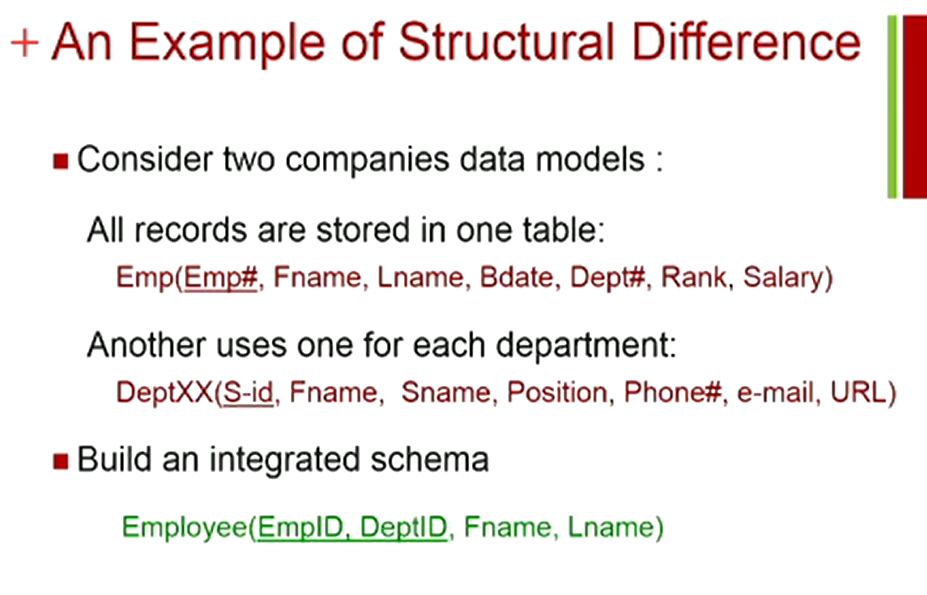 + An Example of Structural Difference
■ Consider two companies data models :
All records are stored in one table:
Emp(Emp#, Fname, Lname, Bdate, Dept#, Rank, Salary)
Another uses one for each department:
DeptXX(S-id, Fname, Sname, Position, Phone#, e-mail, URL)
■ Build an integrated schema
Employee(EmpID, DeptID, Fname, Lname)